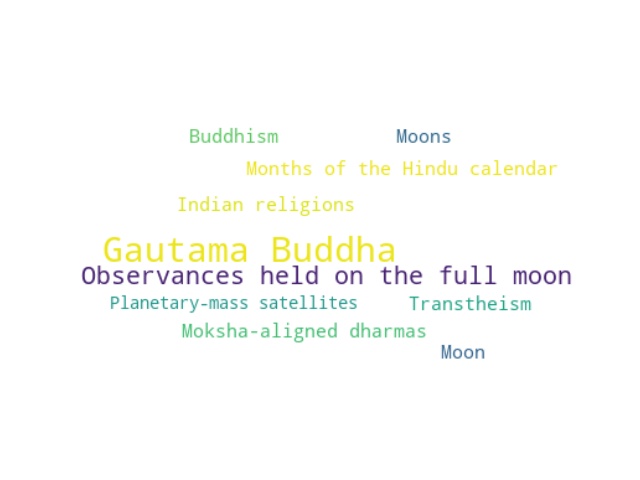 Buddhism
Moons
Months of the Hindu calendar
Indian religions
Gautama Buddha
Observances held on the full moon
Planetary-mass satellites
Transtheism
Moksha-aligned dharmas
Moon